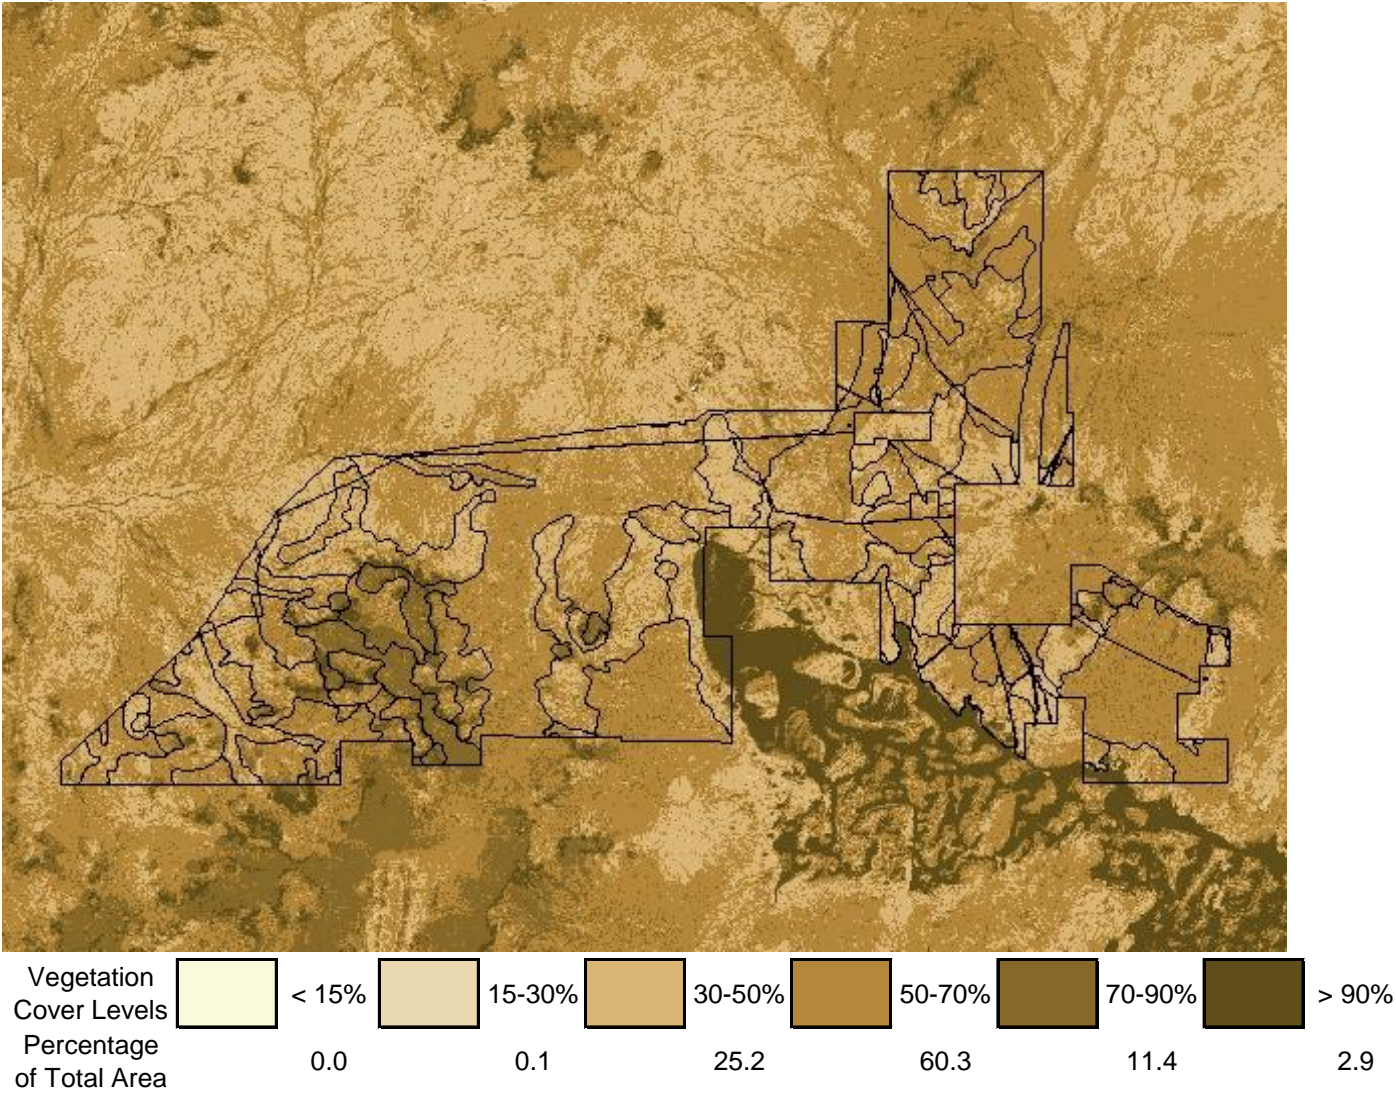 Vegetation
Cover Levels
< 15% 15-30% 30-50% 50-70% 70-90% > 90%
Percentage
of Total Area
0.0 0.1 25.2 60.3 11.4 2.9